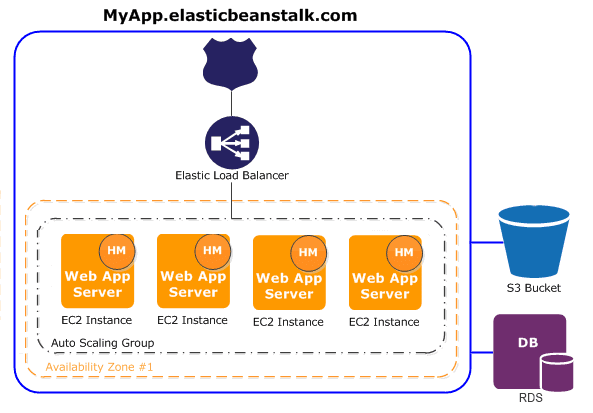 MyApp.elasticbeanstalk.com
Elastic Load Balancer
HM HM HM HM
Web App Web App Web App Web App
Server Server Server Server
EC2 Instance EC2 Instance EC2 Instance EC2 Instance
Auto Scaling Group
Availability Zone #1
S3 Bucket
DB
RDS